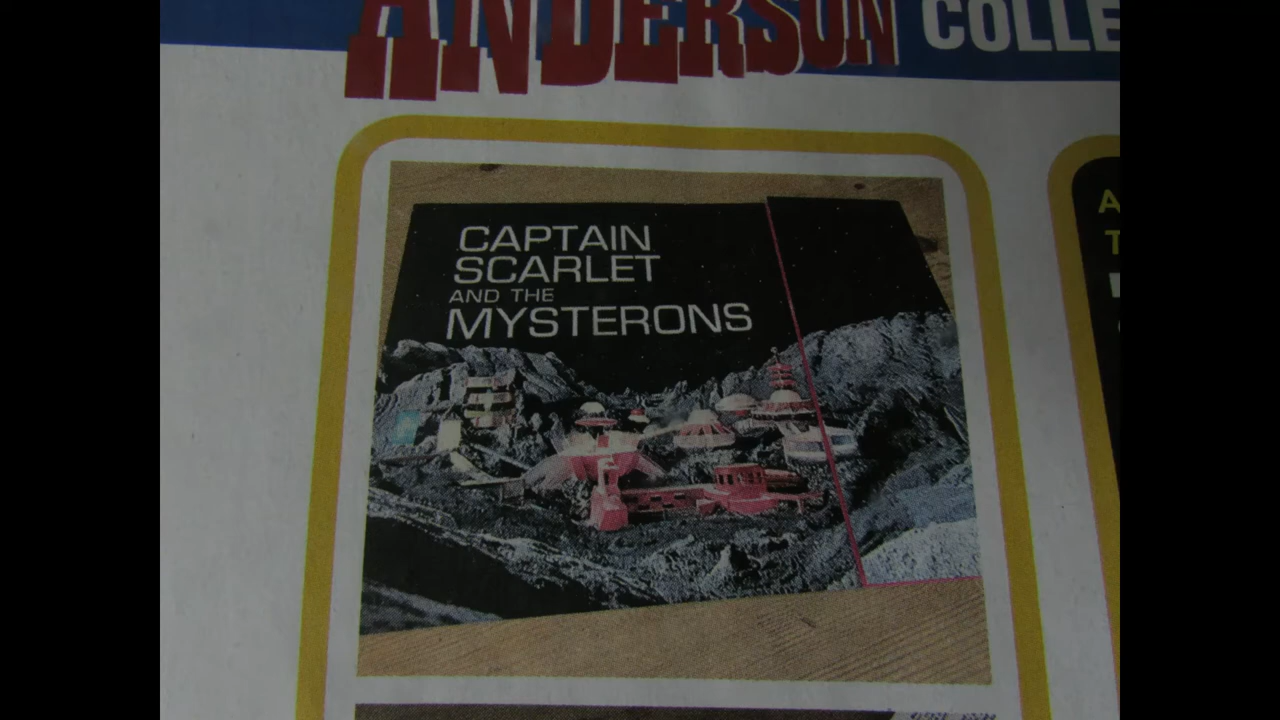 ANDERSON COLLE
CAPTAIN
SCARLET
AND THE
MYSTERONS
A
T